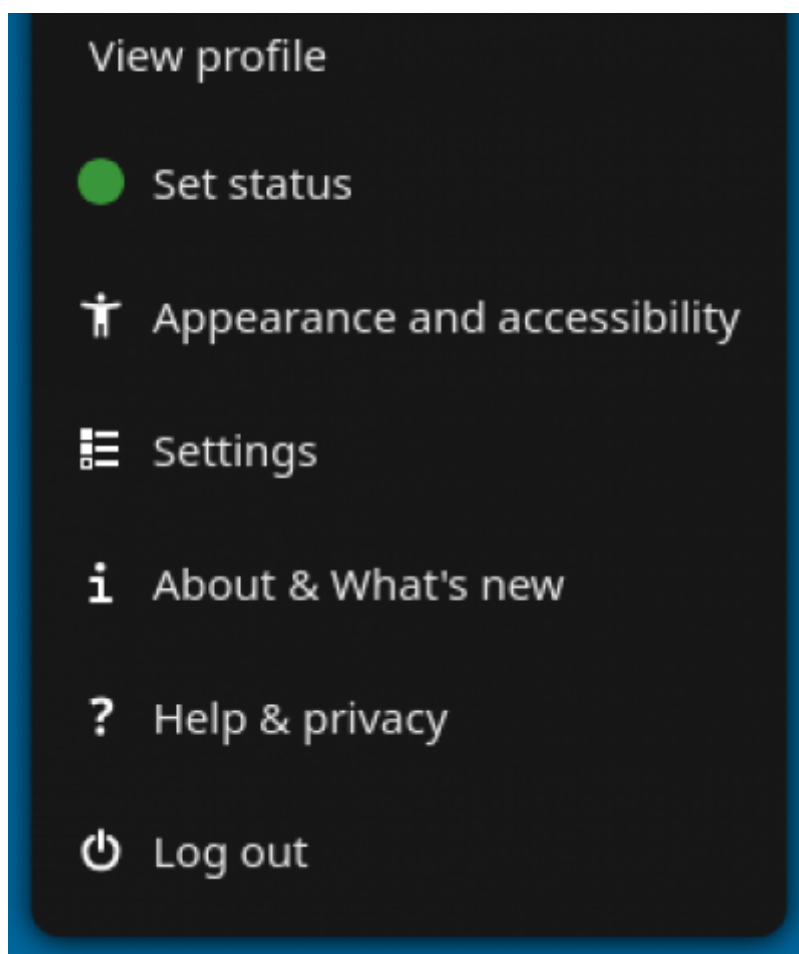 View profile
Set status
Appearance and accessibility
Settings
About & What's new
Help & privacy
Log out